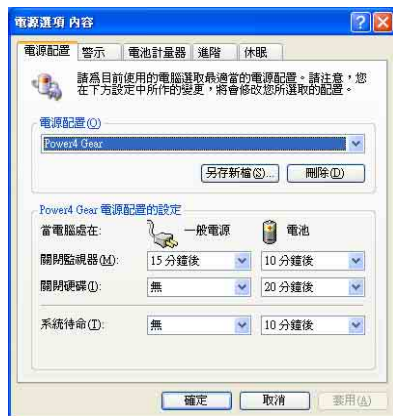 電源選項 內容
電源配置 警示 電池計量器 進階 休眠
請為目前使用的電腦選取最適當的電源配置。請注意，您
在下方設定中所作的變更，將會修改您所選取的配置。
電源配置(O)
Power4 Gear
另存新檔(S)... 刪除(D)
Power4 Gear 電源配置的設定
當電腦處在: 一般電源 電池
關閉監視器(M): 15 分鐘後 10 分鐘後
關閉硬碟(I): 無 20 分鐘後
系統待命(T): 無 10 分鐘後
確定 取消 套用(A)